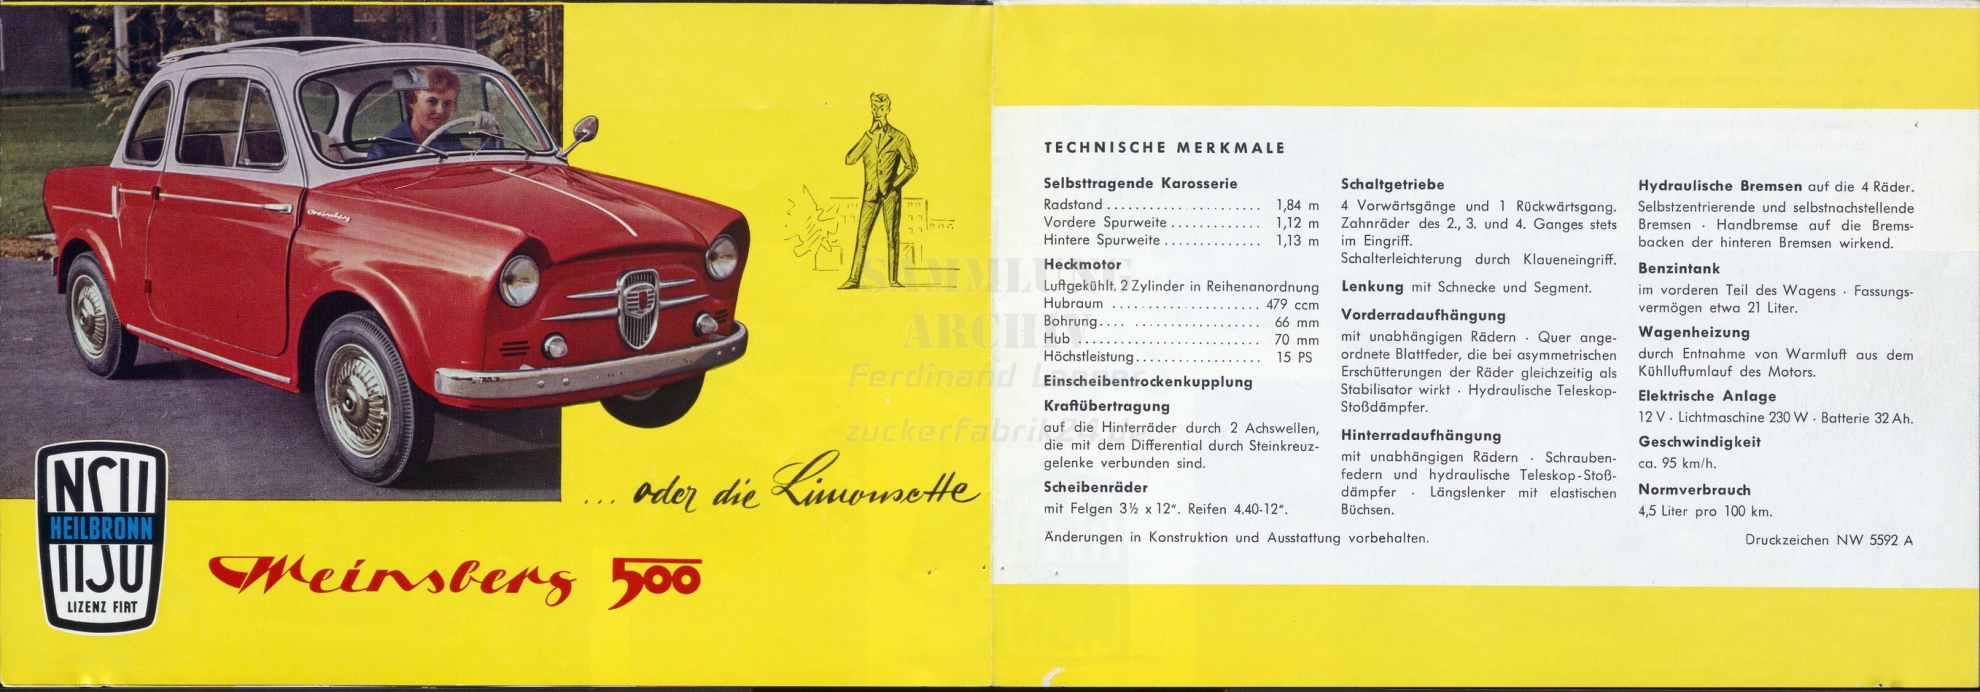 Weinsberg
NSU
HEILBRONN
NSU
LIZENZ FIAT
... oder die Limousette
Weinsberg 500
SAMMLUNG
ARCHIV
Ferdinand Lanner
zuckerfabrik24.de
TECHNISCHE MERKMALE
Selbsttragende Karosserie
Radstand ...................... 1,84 m
Vordere Spurweite ............. 1,12 m
Hintere Spurweite .............. 1,13 m
Heckmotor
Luftgekühlt. 2 Zylinder in Reihenanordnung
Hubraum ...................... 479 ccm
Bohrung.... ................... 66 mm
Hub ........................... 70 mm
Höchstleistung.................. 15 PS
Einscheibentrockenkupplung
Kraftübertragung
auf die Hinterräder durch 2 Achswellen,
die mit dem Differential durch Steinkreuz-
gelenke verbunden sind.
Scheibenräder
mit Felgen 3½ x 12". Reifen 4.40-12".
Änderungen in Konstruktion und Ausstattung vorbehalten.
Schaltgetriebe
4 Vorwärtsgänge und 1 Rückwärtsgang.
Zahnräder des 2., 3. und 4. Ganges stets
im Eingriff.
Schalterleichterung durch Klaueneingriff.
Lenkung mit Schnecke und Segment.
Vorderradaufhängung
mit unabhängigen Rädern · Quer ange-
ordnete Blattfeder, die bei asymmetrischen
Erschütterungen der Räder gleichzeitig als
Stabilisator wirkt · Hydraulische Teleskop-
Stoßdämpfer.
Hinterradaufhängung
mit unabhängigen Rädern · Schrauben-
federn und hydraulische Teleskop-Stoß-
dämpfer · Längslenker mit elastischen
Büchsen.
Hydraulische Bremsen auf die 4 Räder.
Selbstzentrierende und selbstnachstellende
Bremsen · Handbremse auf die Brems-
backen der hinteren Bremsen wirkend.
Benzintank
im vorderen Teil des Wagens · Fassungs-
vermögen etwa 21 Liter.
Wagenheizung
durch Entnahme von Warmluft aus dem
Kühlluftumlauf des Motors.
Elektrische Anlage
12 V · Lichtmaschine 230 W · Batterie 32 Ah.
Geschwindigkeit
ca. 95 km/h.
Normverbrauch
4,5 Liter pro 100 km.
Druckzeichen NW 5592 A